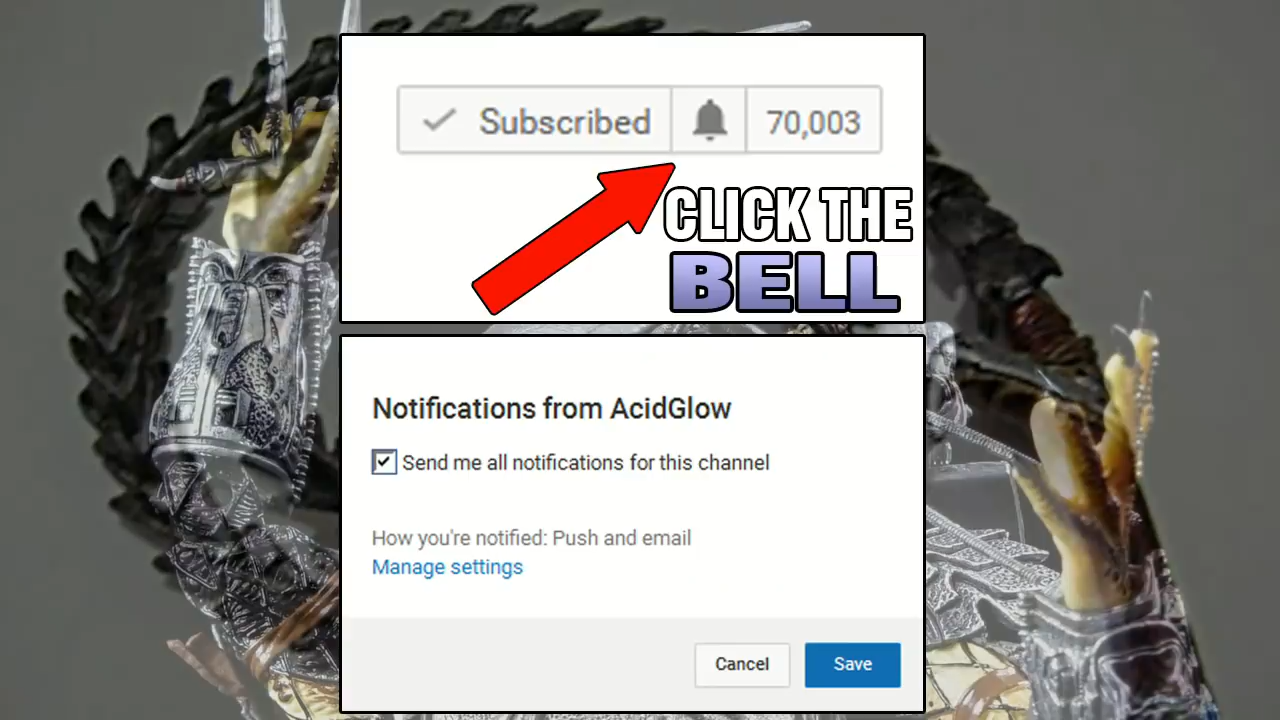 Subscribed
70,003
CLICK THE
BELL
Notifications from AcidGlow
Send me all notifications for this channel
How you're notified: Push and email
Manage settings
Cancel
Save